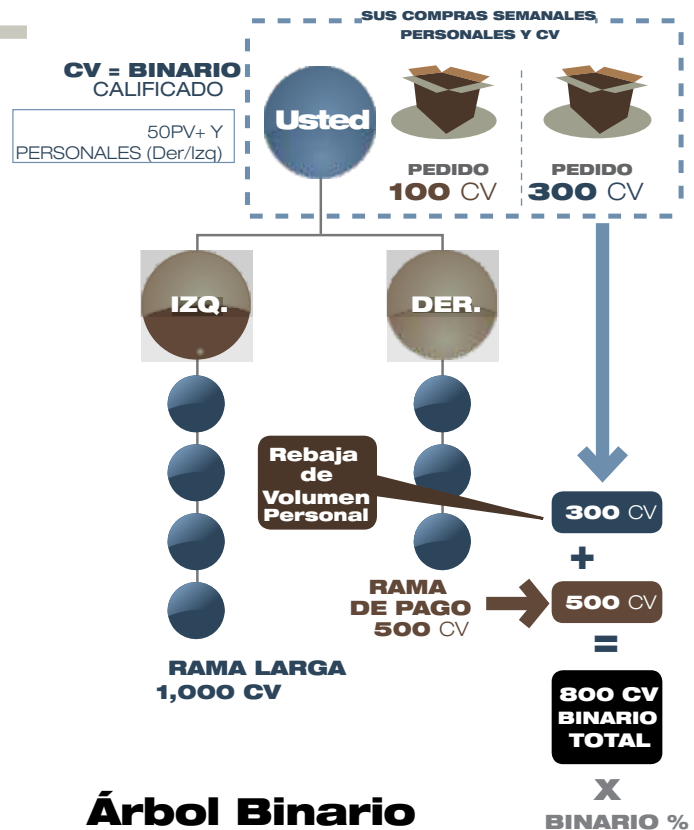 SUS COMPRAS SEMANALES
PERSONALES Y CV
CV = BINARIO
CALIFICADO
50PV+ Y
PERSONALES (Der/Izq)
Usted
PEDIDO
100 CV
PEDIDO
300 CV
IZQ.
DER.
Rebaja
de
Volumen
Personal
300 CV
+
RAMA
DE PAGO
500 CV
500 CV
=
RAMA LARGA
1,000 CV
800 CV
BINARIO
TOTAL
X
BINARIO %
Árbol Binario